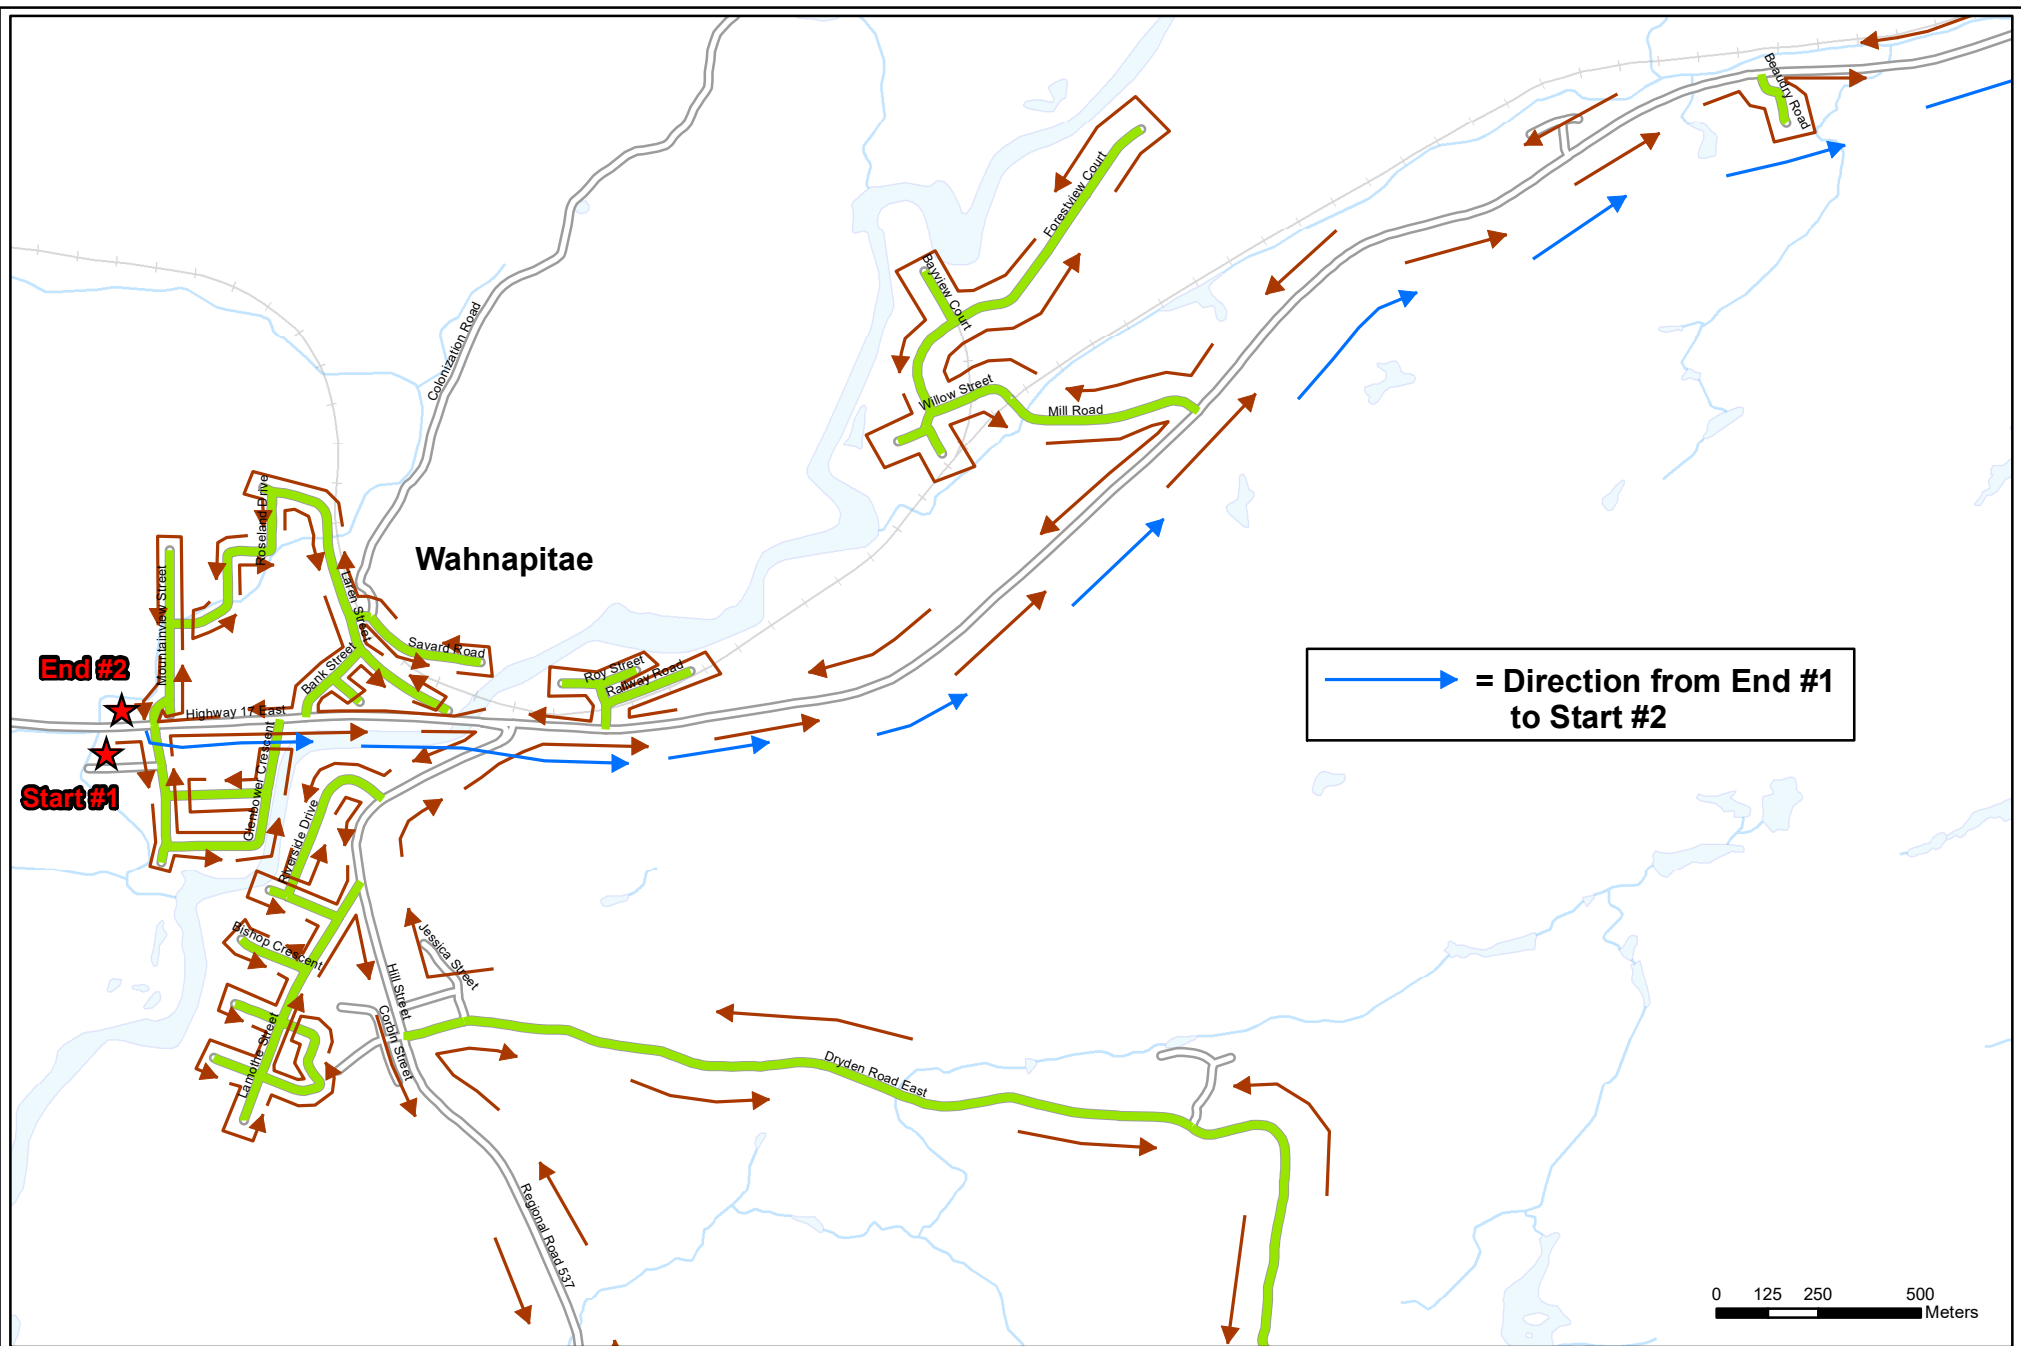 Beaudry Road
Forestview Court
Bayview Court
Colonization Road
Willow Street
Mill Road
Roseland Drive
Wahnapitae
Mountainview Street
Laren Street
Savard Road
Bank Street
Roy Street
Railway Road
End #2
Highway 17 East
= Direction from End #1
to Start #2
Start #1
Glenbower Crescent
Riverside Drive
Bishop Crescent
Jessica Street
Hill Street
Corbin Street
Lamothe Street
Dryden Road East
Regional Road 537
0 125 250 500
Meters